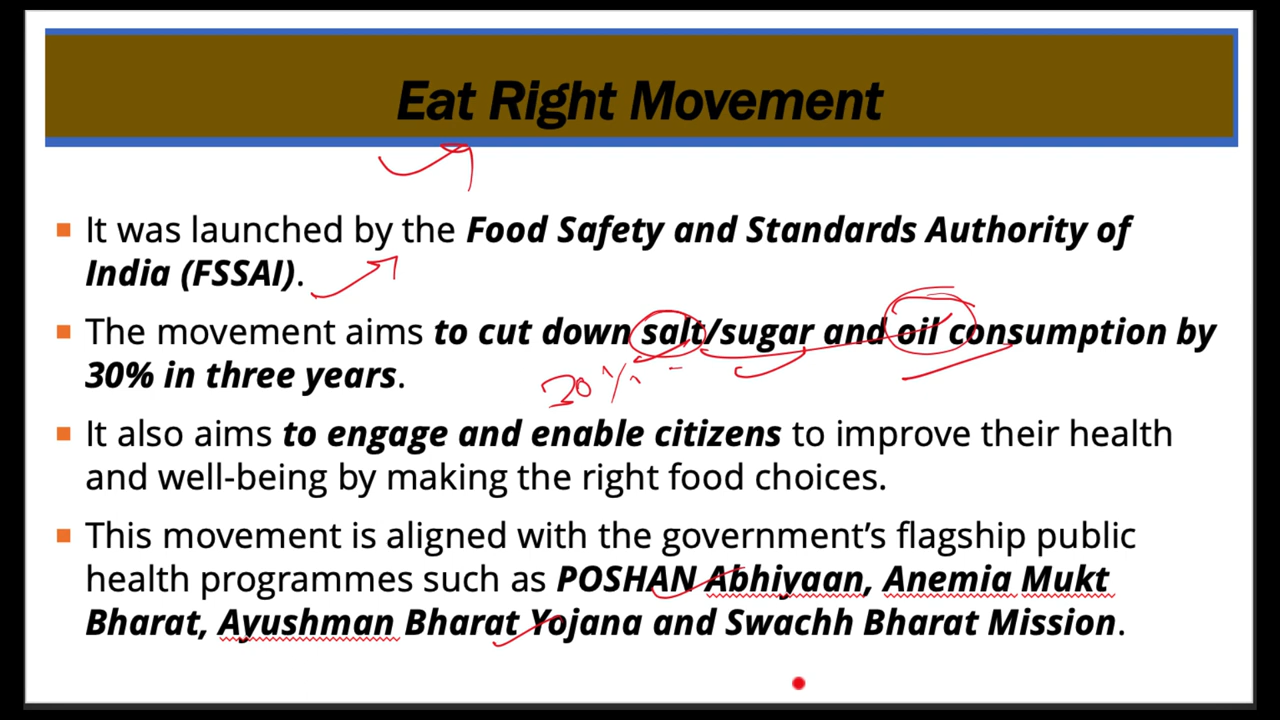 Eat Right Movement
It was launched by the Food Safety and Standards Authority of
India (FSSAI).
The movement aims to cut down salt/sugar and oil consumption by
30% in three years.
30%
It also aims to engage and enable citizens to improve their health
and well-being by making the right food choices.
This movement is aligned with the government’s flagship public
health programmes such as POSHAN Abhiyaan, Anemia Mukt
Bharat, Ayushman Bharat Yojana and Swachh Bharat Mission.